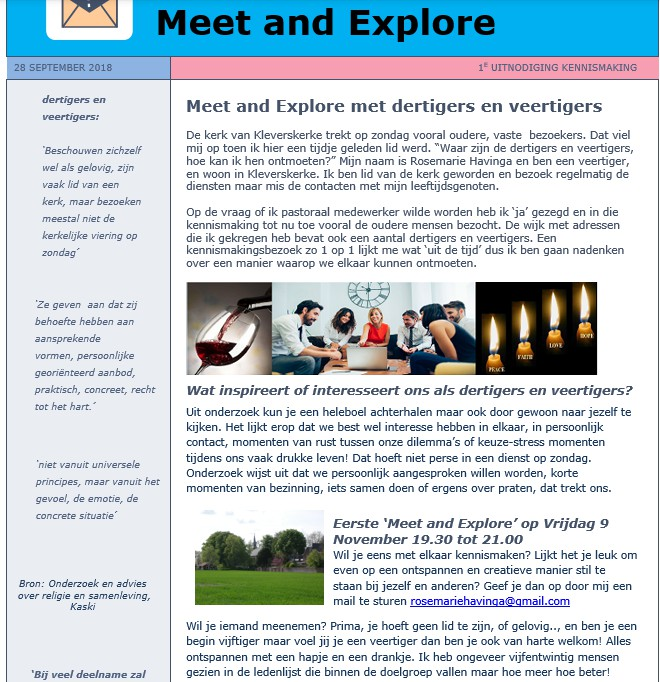 Meet and Explore
28 SEPTEMBER 2018
1E UITNODIGING KENNISMAKING
dertigers en
veertigers:
‘Beschouwen zichzelf
wel als gelovig, zijn
vaak lid van een
kerk, maar bezoeken
meestal niet de
kerkelijke viering op
zondag´
‘Ze geven  aan dat zij
behoefte hebben aan
aansprekende
vormen, persoonlijke
georiënteerd aanbod,
praktisch, concreet, recht
tot het hart.´
‘niet vanuit universele
principes, maar vanuit het
gevoel, de emotie, de
concrete situatie´
Bron: Onderzoek en advies
over religie en samenleving,
Kaski
‘Bij veel deelname zal
Meet and Explore met dertigers en veertigers
De kerk van Kleverskerke trekt op zondag vooral oudere, vaste  bezoekers. Dat viel
mij op toen ik hier een tijdje geleden lid werd. “Waar zijn de dertigers en veertigers,
hoe kan ik hen ontmoeten?” Mijn naam is Rosemarie Havinga en ben een veertiger,
en woon in Kleverskerke. Ik ben lid van de kerk geworden en bezoek regelmatig de
diensten maar mis de contacten met mijn leeftijdsgenoten.
Op de vraag of ik pastoraal medewerker wilde worden heb ik ‘ja’ gezegd en in die
kennismaking tot nu toe vooral de oudere mensen bezocht. De wijk met adressen
die ik gekregen heb bevat ook een aantal dertigers en veertigers. Een
kennismakingsbezoek zo 1 op 1 lijkt me wat ‘uit de tijd’ dus ik ben gaan nadenken
over een manier waarop we elkaar kunnen ontmoeten.
PEACE
FAITH
LOVE
HOPE
Wat inspireert of interesseert ons als dertigers en veertigers?
Uit onderzoek kun je een heleboel achterhalen maar ook door gewoon naar jezelf te
kijken. Het lijkt erop dat we best wel interesse hebben in elkaar, in persoonlijk
contact, momenten van rust tussen onze dilemma’s of keuze-stress momenten
tijdens ons vaak drukke leven! Dat hoeft niet perse in een dienst op zondag.
Onderzoek wijst uit dat we persoonlijk aangesproken willen worden, korte
momenten van bezinning, iets samen doen of ergens over praten, dat trekt ons.
Eerste ‘Meet and Explore’ op Vrijdag 9
November 19.30 tot 21.00
Wil je eens met elkaar kennismaken? Lijkt het je leuk om
even op een ontspannen en creatieve manier stil te
staan bij jezelf en anderen? Geef je dan op door mij een
mail te sturen rosemariehavinga@gmail.com
Wil je iemand meenemen? Prima, je hoeft geen lid te zijn, of gelovig.., en ben je een
begin vijftiger maar voel jij je een veertiger dan ben je ook van harte welkom! Alles
ontspannen met een hapje en een drankje. Ik heb ongeveer vijfentwintig mensen
gezien in de ledenlijst die binnen de doelgroep vallen maar hoe meer hoe beter!